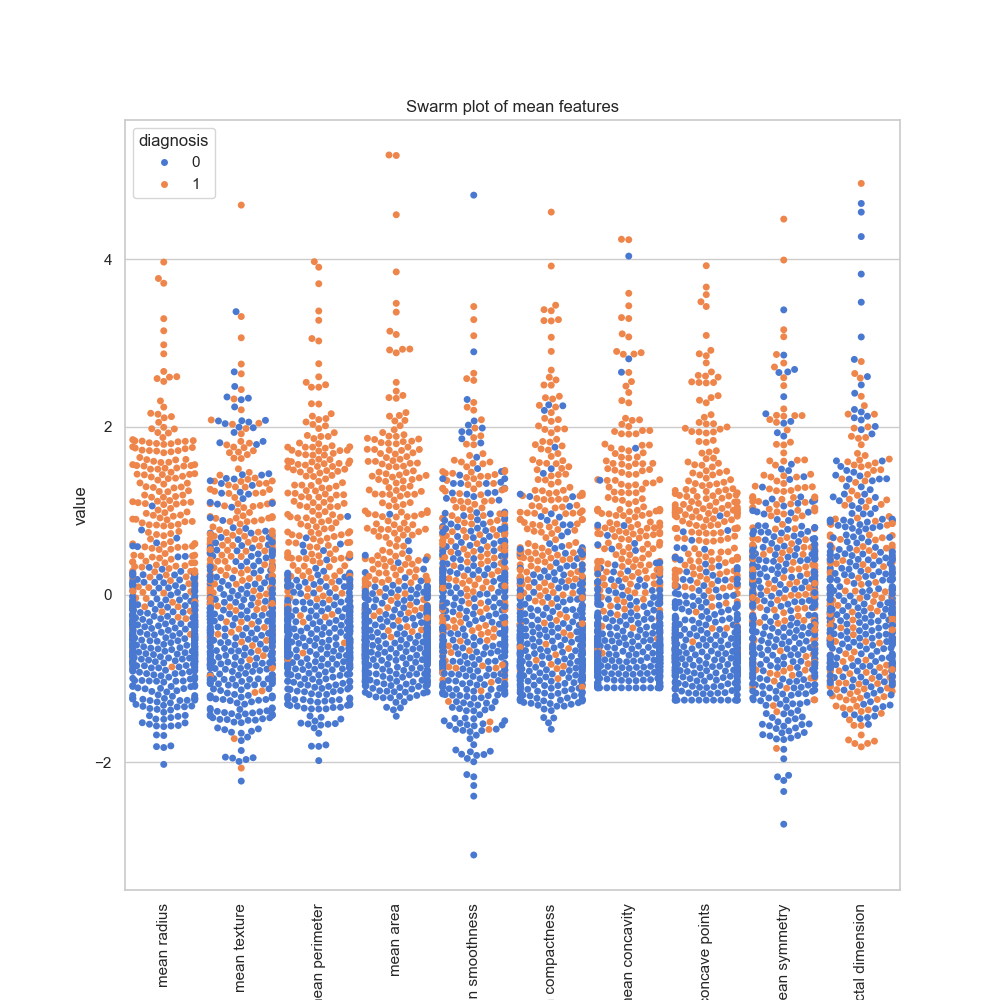 Swarm plot of mean features
diagnosis
0
1
4
2
0
−2
value
mean radius
mean texture
ean perimeter
mean area
n smoothness
compactness
ean concavity
concave points
ean symmetry
ctal dimension